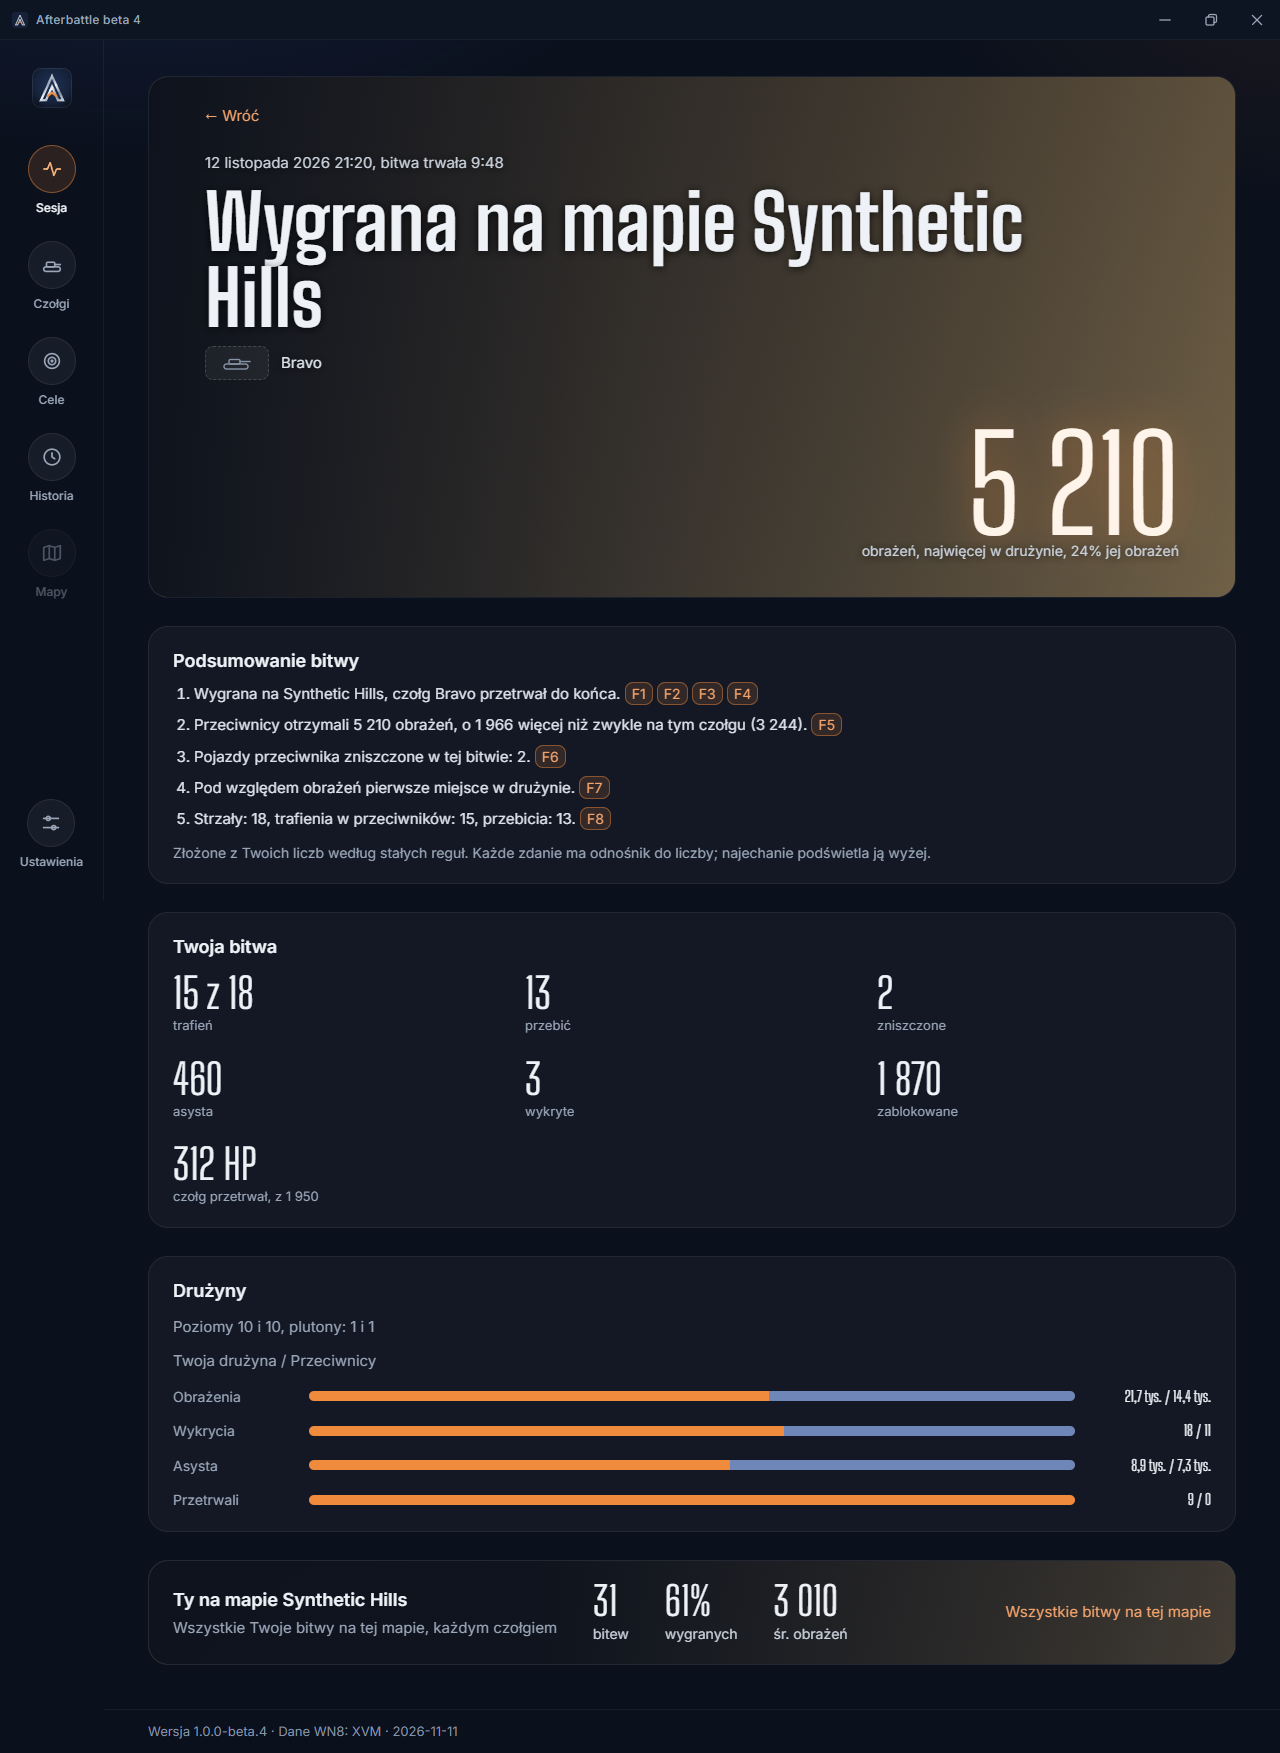 Afterbattle beta 4
Sesja
Czołgi
Cele
Historia
Mapy
Ustawienia
← Wróć
12 listopada 2026 21:20, bitwa trwała 9:48
Wygrana na mapie Synthetic
Hills
Bravo
5 210
obrażeń, najwięcej w drużynie, 24% jej obrażeń
Podsumowanie bitwy
1. Wygrana na Synthetic Hills, czołg Bravo przetrwał do końca. F1 F2 F3 F4
2. Przeciwnicy otrzymali 5 210 obrażeń, o 1 966 więcej niż zwykle na tym czołgu (3 244). F5
3. Pojazdy przeciwnika zniszczone w tej bitwie: 2. F6
4. Pod względem obrażeń pierwsze miejsce w drużynie. F7
5. Strzały: 18, trafienia w przeciwników: 15, przebicia: 13. F8
Złożone z Twoich liczb według stałych reguł. Każde zdanie ma odnośnik do liczby; najechanie podświetla ją wyżej.
Twoja bitwa
15 z 18
trafień
13
przebić
2
zniszczone
460
asysta
3
wykryte
1 870
zablokowane
312 HP
czołg przetrwał, z 1 950
Drużyny
Poziomy 10 i 10, plutony: 1 i 1
Twoja drużyna / Przeciwnicy
Obrażenia 21,7 tys. / 14,4 tys.
Wykrycia 18 / 11
Asysta 8,9 tys. / 7,3 tys.
Przetrwali 9 / 0
Ty na mapie Synthetic Hills
Wszystkie Twoje bitwy na tej mapie, każdym czołgiem
31
bitew
61%
wygranych
3 010
śr. obrażeń
Wszystkie bitwy na tej mapie
Wersja 1.0.0-beta.4 · Dane WN8: XVM · 2026-11-11